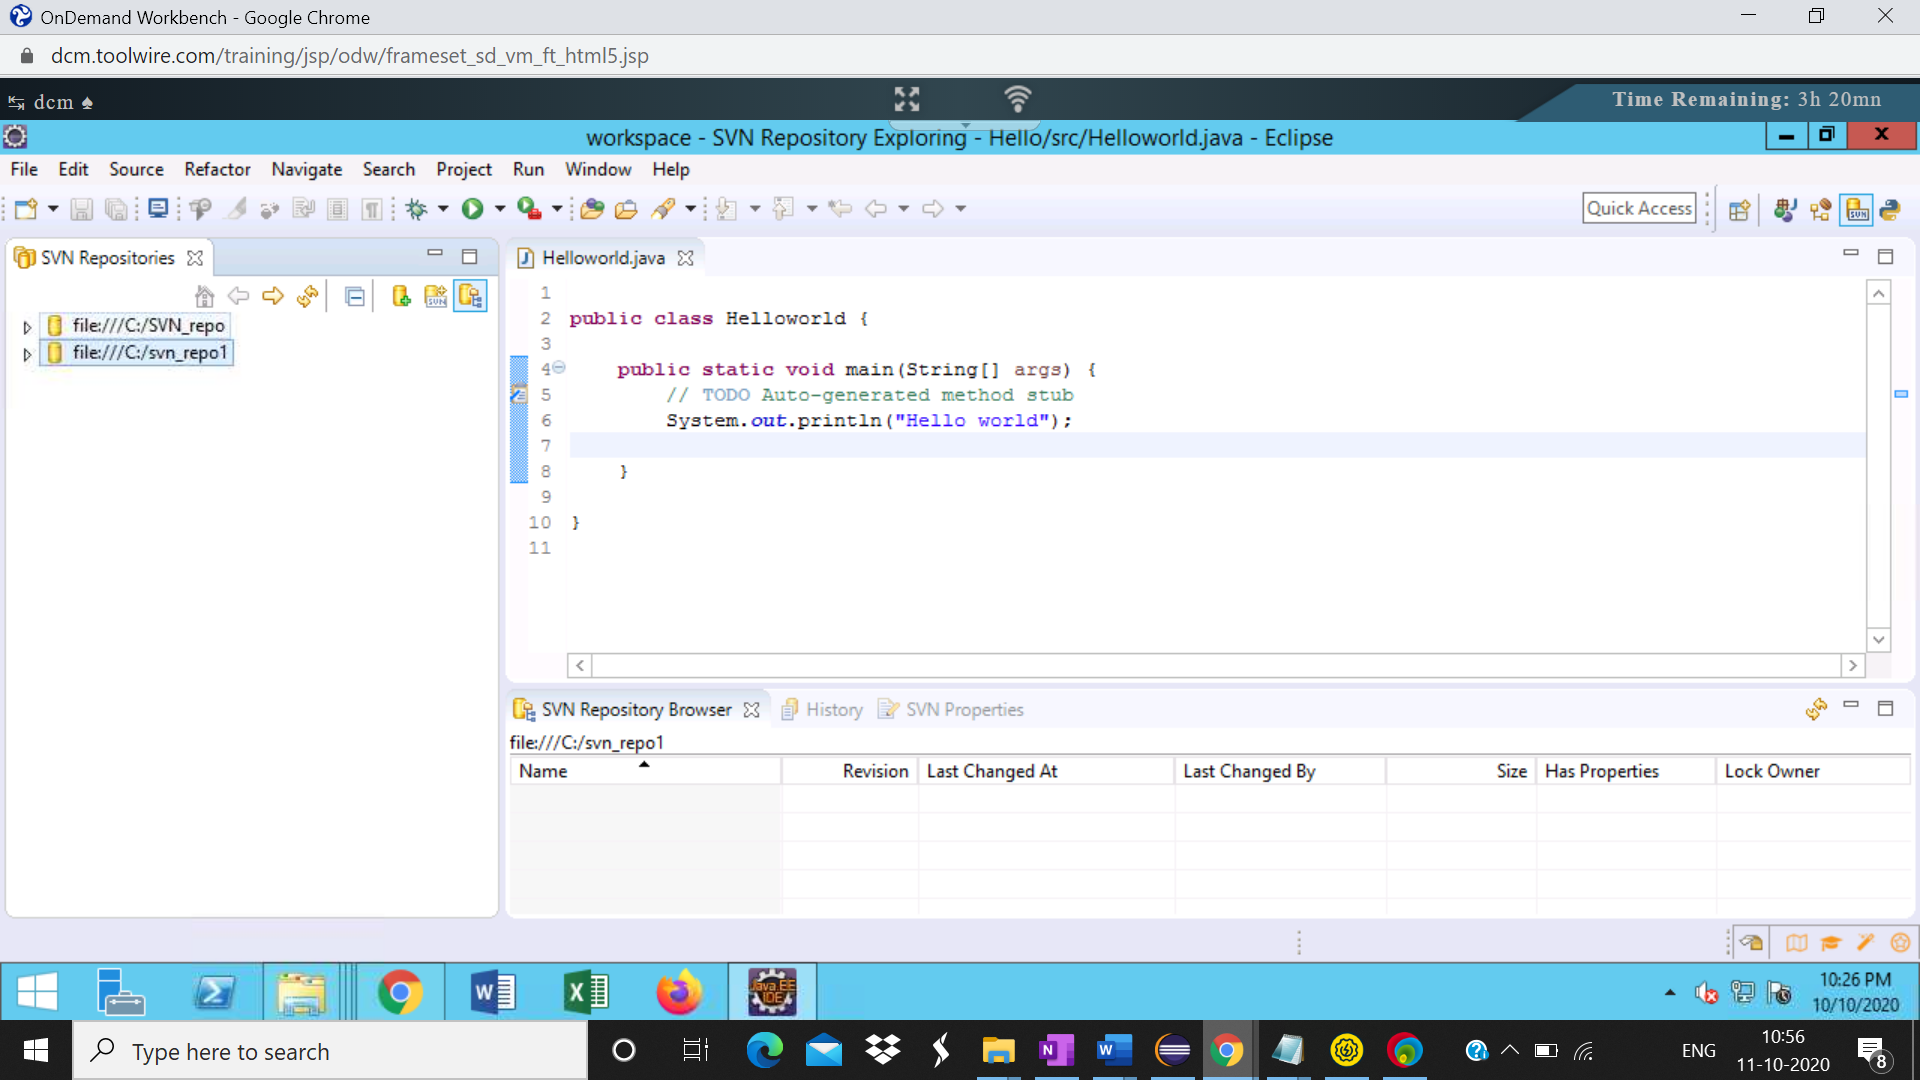 OnDemand Workbench - Google Chrome
dcm.toolwire.com/training/jsp/odw/frameset_sd_vm_ft_html5.jsp
dcm
Time Remaining: 3h 20mn
workspace - SVN Repository Exploring - Hello/src/Helloworld.java - Eclipse
File Edit Source Refactor Navigate Search Project Run Window Help
Quick Access
SVN Repositories
file:///C:/SVN_repo
file:///C:/svn_repo1
Helloworld.java
1
2 public class Helloworld {
3
4 public static void main(String[] args) {
5 // TODO Auto-generated method stub
6 System.out.println("Hello world");
7
8 }
9
10 }
11
SVN Repository Browser History SVN Properties
file:///C:/svn_repo1
Name Revision Last Changed At Last Changed By Size Has Properties Lock Owner
10:26 PM
10/10/2020
Type here to search
ENG
10:56
11-10-2020
8